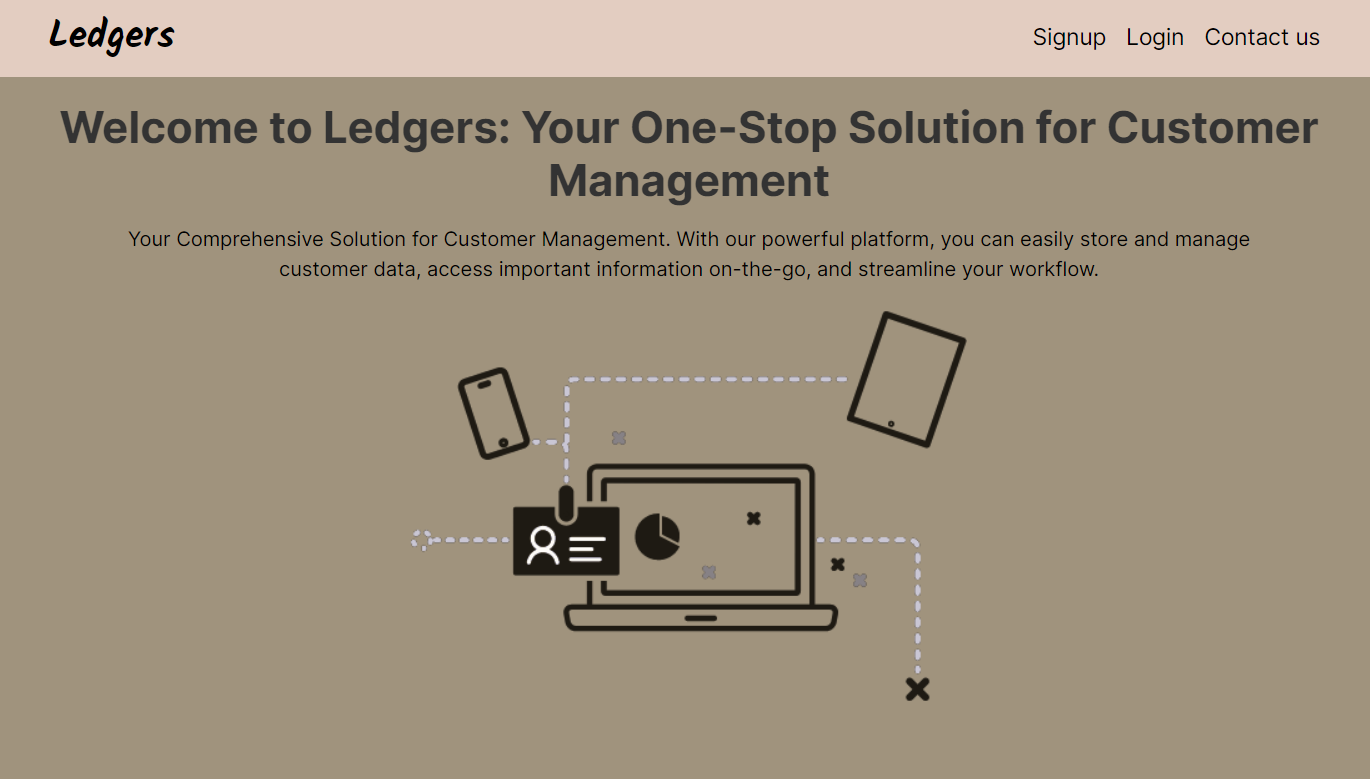 Ledgers
Signup Login Contact us
Welcome to Ledgers: Your One-Stop Solution for Customer
Management
Your Comprehensive Solution for Customer Management. With our powerful platform, you can easily store and manage
customer data, access important information on-the-go, and streamline your workflow.